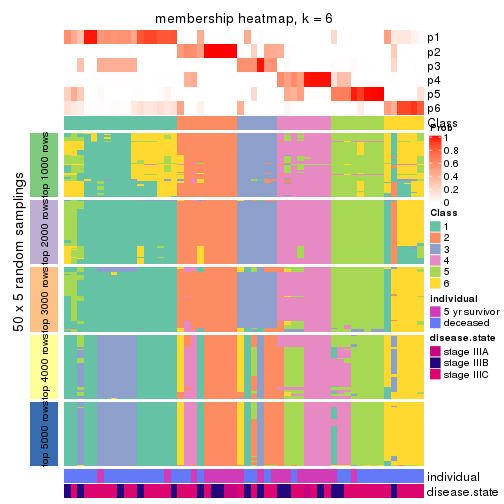 membership heatmap, k = 6
p1
p2
p3
p4
p5
p6
Class
50 x 5 random samplings
top 1000 rows
top 2000 rows
top 3000 rows
top 4000 rows
top 5000 rows
individual
disease.state
Prob
1
0.8
0.6
0.4
0.2
0
Class
1
2
3
4
5
6
individual
5 yr survivor
deceased
disease.state
stage IIIA
stage IIIB
stage IIIC